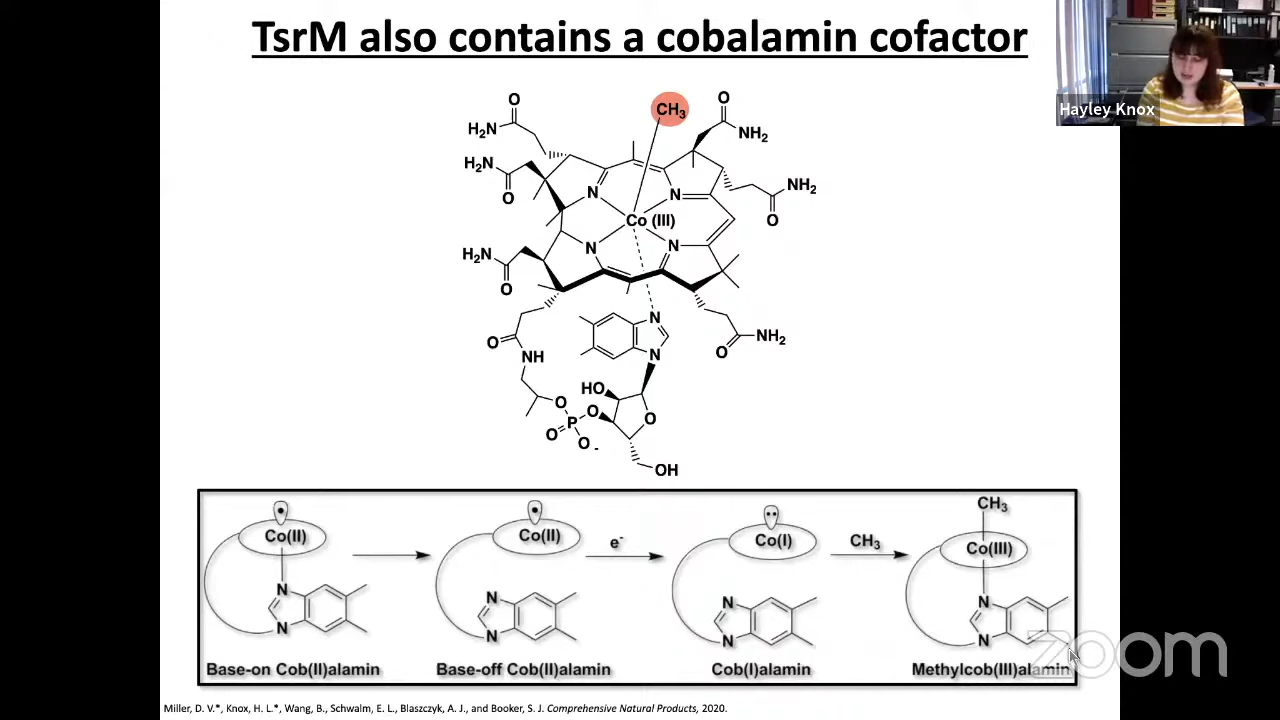 TsrM also contains a cobalamin cofactor
Hayley Knox
CH₃
O
H₂N
O
NH₂
H₂N
O
N
N
O
NH₂
Co (III)
N
N
H₂N
O
N
O
NH₂
O
NH
N
HO
O
O
O
P
O
O
-
OH
Co(II)
N
N
Base-on Cob(II)alamin
Co(II)
N
N
Base-off Cob(II)alamin
e⁻
Co(I)
N
N
Cob(I)alamin
CH₃
CH₃
Co(III)
N
N
Methylcob(III)alamin
zoom
Miller, D. V.*, Knox, H. L.*, Wang, B., Schwalm, E. L., Blaszczyk, A. J., and Booker, S. J. Comprehensive Natural Products, 2020.